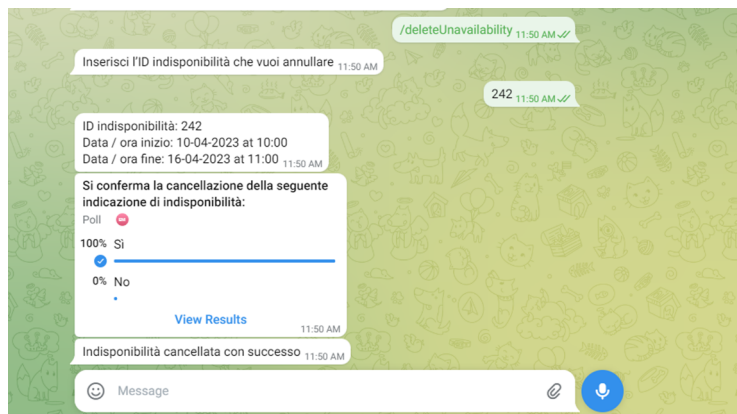 /deleteUnavailability 11:50 AM
Inserisci l'ID indisponibilità che vuoi annullare 11:50 AM
242 11:50 AM
ID indisponibilità: 242
Data / ora inizio: 10-04-2023 at 10:00
Data / ora fine: 16-04-2023 at 11:00 11:50 AM
Si conferma la cancellazione della seguente
indicazione di indisponibilità:
Poll
100% Sì
0% No
View Results
11:50 AM
Indisponibilità cancellata con successo 11:50 AM
Message